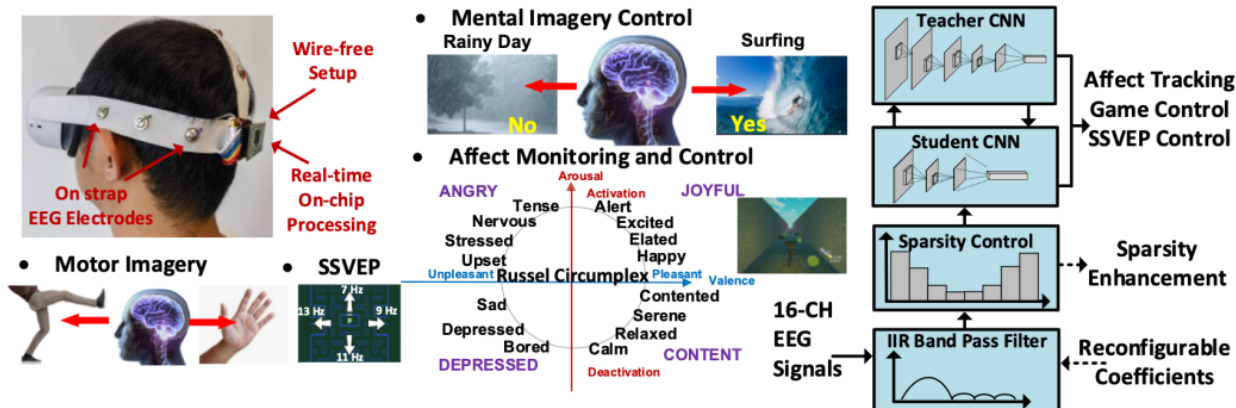 Wire-free
Setup
On strap
EEG Electrodes
Real-time
On-chip
Processing
• Motor Imagery
• SSVEP
7 Hz
13 Hz
9 Hz
11 Hz
• Mental Imagery Control
Rainy Day
Surfing
No
Yes
• Affect Monitoring and Control
Arousal
ANGRY
Activation
JOYFUL
Tense
Alert
Nervous
Excited
Stressed
Elated
Upset
Happy
Unpleasant
Russel Circumplex
Pleasant
Valence
Sad
Contented
Serene
Depressed
Relaxed
Bored
Calm
DEPRESSED
CONTENT
Deactivation
16-CH
EEG
Signals
Teacher CNN
Student CNN
Affect Tracking
Game Control
SSVEP Control
Sparsity Control
Sparsity
Enhancement
IIR Band Pass Filter
Reconfigurable
Coefficients